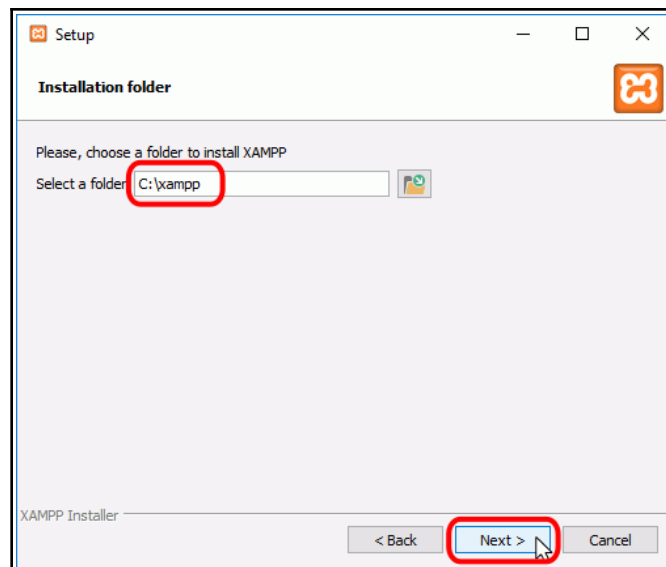 Setup
Installation folder
Please, choose a folder to install XAMPP
Select a folder C:\xampp
XAMPP Installer
< Back Next > Cancel